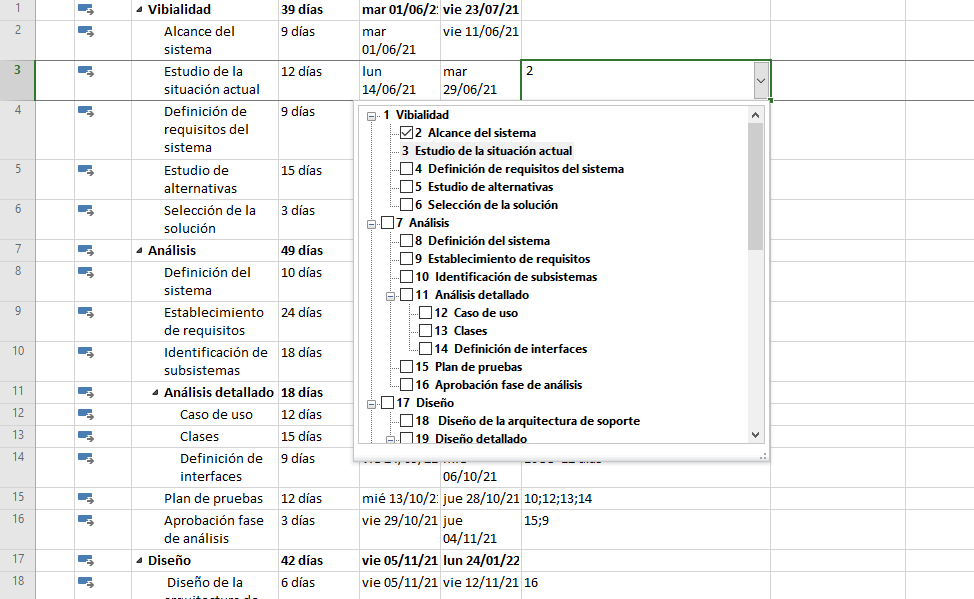 1 Vibialidad 39 días mar 01/06/21 vie 23/07/21
2 Alcance del 9 días mar vie 11/06/21
sistema 01/06/21
3 Estudio de la 12 días lun mar 2
situación actual 14/06/21 29/06/21
4 Definición de 9 días
requisitos del
sistema
5 Estudio de 15 días
alternativas
6 Selección de la 3 días
solución
7 Análisis 49 días
8 Definición del 10 días
sistema
9 Establecimiento 24 días
de requisitos
10 Identificación de 18 días
subsistemas
11 Análisis detallado 18 días
12 Caso de uso 12 días
13 Clases 15 días
14 Definición de 9 días
interfaces 06/10/21
1 Vibialidad
2 Alcance del sistema
3 Estudio de la situación actual
4 Definición de requisitos del sistema
5 Estudio de alternativas
6 Selección de la solución
7 Análisis
8 Definición del sistema
9 Establecimiento de requisitos
10 Identificación de subsistemas
11 Análisis detallado
12 Caso de uso
13 Clases
14 Definición de interfaces
15 Plan de pruebas
16 Aprobación fase de análisis
17 Diseño
18 Diseño de la arquitectura de soporte
19 Diseño detallado
15 Plan de pruebas 12 días mié 13/10/21 jue 28/10/21 10;12;13;14
16 Aprobación fase 3 días vie 29/10/21 jue 15;9
de análisis 04/11/21
17 Diseño 42 días vie 05/11/21 lun 24/01/22
18 Diseño de la 6 días vie 05/11/21 vie 12/11/21 16